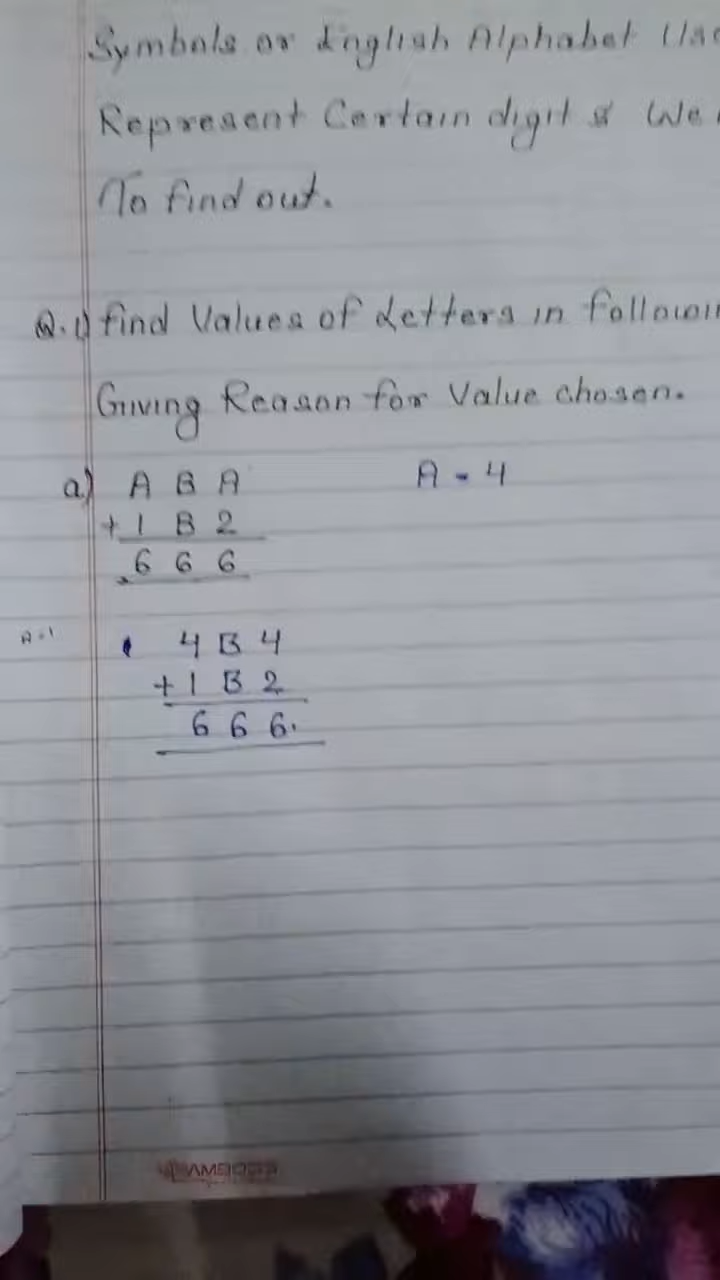 Symbols or English Alphabet
Represent Certain digit & We
To find out.
Q.1) find Values of Letters in
Giving Reason for Value chosen.
a) A B A A = 4
+ 1 B 2
6 6 6
A=1 4 B 4
+ 1 B 2
6 6 6.